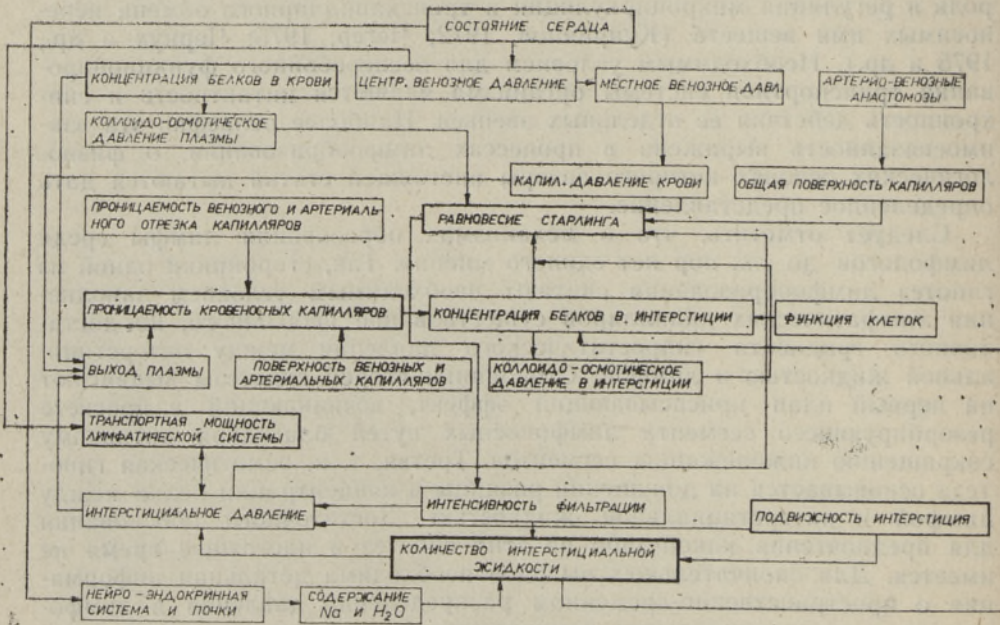 СОСТОЯНИЕ СЕРДЦА
КОНЦЕНТРАЦИЯ БЕЛКОВ В КРОВИ
ЦЕНТР. ВЕНОЗНОЕ ДАВЛЕНИЕ
МЕСТНОЕ ВЕНОЗНОЕ ДАВЛ.
АРТЕРИО-ВЕНОЗНЫЕ
АНАСТОМОЗЫ
КОЛЛОИДО-ОСМОТИЧЕСКОЕ
ДАВЛЕНИЕ ПЛАЗМЫ
КАПИЛ. ДАВЛЕНИЕ КРОВИ
ОБЩАЯ ПОВЕРХНОСТЬ КАПИЛЛЯРОВ
ПРОНИЦАЕМОСТЬ ВЕНОЗНОГО И АРТЕРИАЛЬ-
НОГО ОТРЕЗКА КАПИЛЛЯРОВ
РАВНОВЕСИЕ СТАРЛИНГА
ПРОНИЦАЕМОСТЬ КРОВЕНОСНЫХ КАПИЛЛЯРОВ
КОНЦЕНТРАЦИЯ БЕЛКОВ В ИНТЕРСТИЦИИ
ФУНКЦИЯ КЛЕТОК
ВЫХОД ПЛАЗМЫ
ПОВЕРХНОСТЬ ВЕНОЗНЫХ И
АРТЕРИАЛЬНЫХ КАПИЛЛЯРОВ
КОЛЛОИДО-ОСМОТИЧЕСКОЕ
ДАВЛЕНИЕ В ИНТЕРСТИЦИИ
ТРАНСПОРТНАЯ МОЩНОСТЬ
ЛИМФАТИЧЕСКОЙ СИСТЕМЫ
ИНТЕРСТИЦИАЛЬНОЕ ДАВЛЕНИЕ
ИНТЕНСИВНОСТЬ ФИЛЬТРАЦИИ
ПОДВИЖНОСТЬ ИНТЕРСТИЦИЯ
КОЛИЧЕСТВО ИНТЕРСТИЦИАЛЬНОЙ
ЖИДКОСТИ
НЕЙРО-ЭНДОКРИННАЯ
СИСТЕМА И ПОЧКИ
СОДЕРЖАНИЕ
Na И H₂O